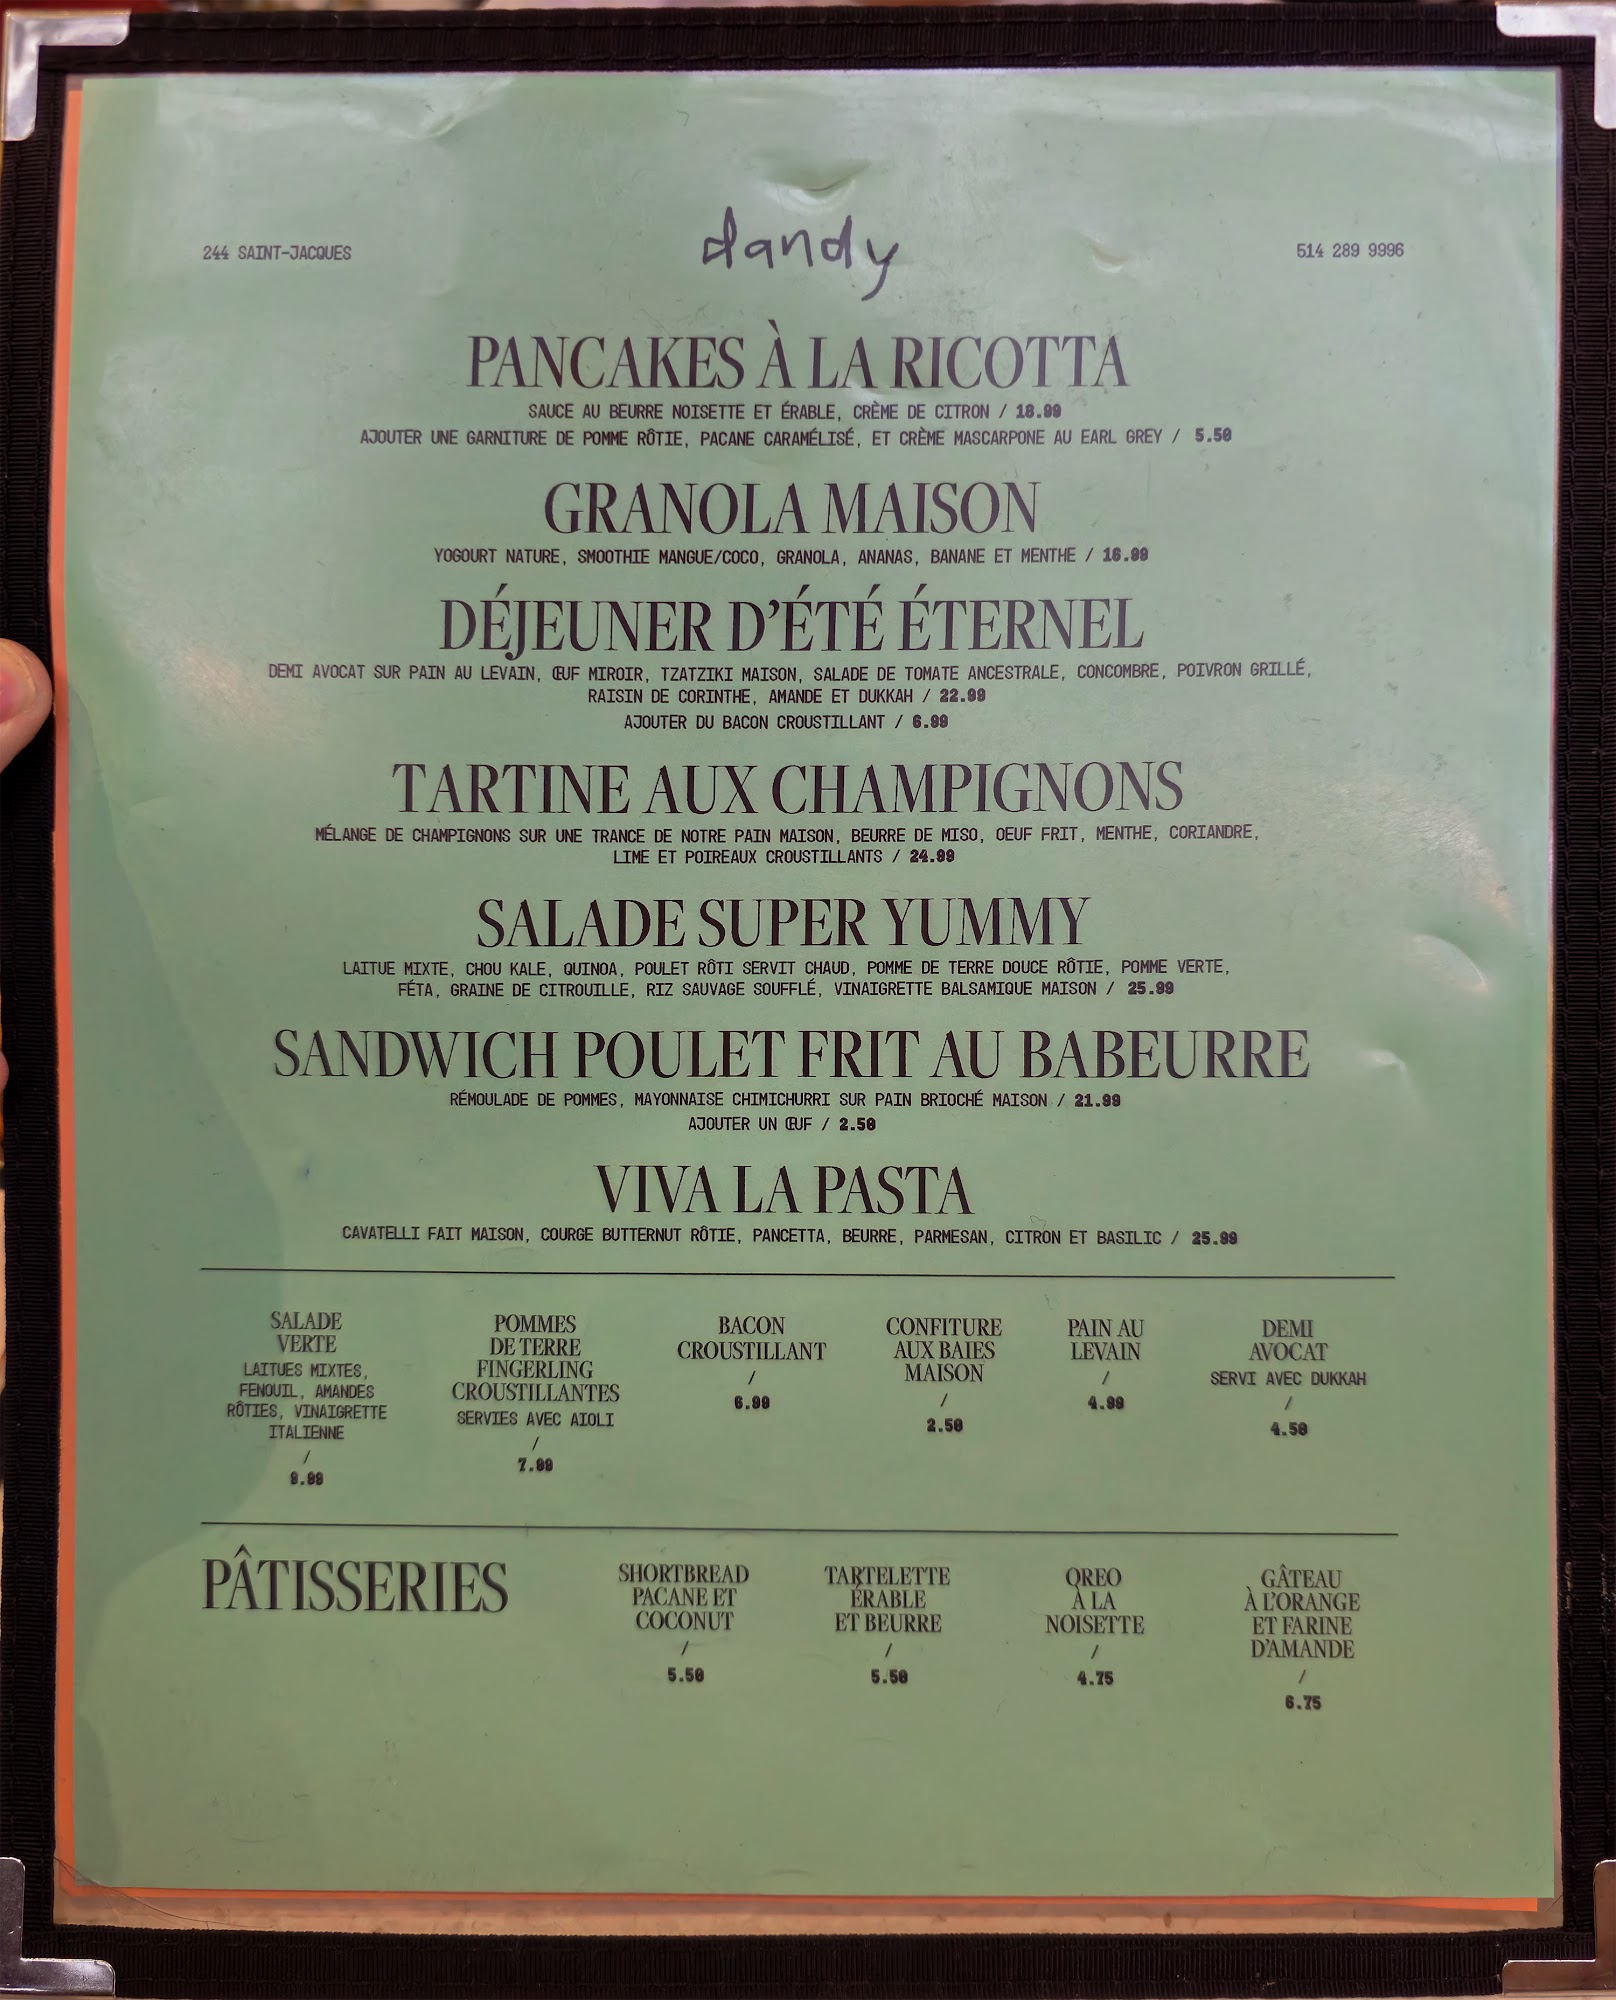 244 SAINT-JACQUES
dandy
514 289 9996
PANCAKES À LA RICOTTA
SAUCE AU BEURRE NOISETTE ET ÉRABLE, CRÈME DE CITRON / 18.99
AJOUTER UNE GARNITURE DE POMME RÔTIE, PACANE CARAMÉLISÉ, ET CRÈME MASCARPONE AU EARL GREY / 5.50
GRANOLA MAISON
YOGOURT NATURE, SMOOTHIE MANGUE/COCO, GRANOLA, ANANAS, BANANE ET MENTHE / 16.99
DÉJEUNER D'ÉTÉ ÉTERNEL
DEMI AVOCAT SUR PAIN AU LEVAIN, ŒUF MIROIR, TZATZIKI MAISON, SALADE DE TOMATE ANCESTRALE, CONCOMBRE, POIVRON GRILLÉ,
RAISIN DE CORINTHE, AMANDE ET DUKKAH / 22.99
AJOUTER DU BACON CROUSTILLANT / 6.99
TARTINE AUX CHAMPIGNONS
MÉLANGE DE CHAMPIGNONS SUR UNE TRANCE DE NOTRE PAIN MAISON, BEURRE DE MISO, OEUF FRIT, MENTHE, CORIANDRE,
LIME ET POIREAUX CROUSTILLANTS / 24.99
SALADE SUPER YUMMY
LAITUE MIXTE, CHOU KALE, QUINOA, POULET RÔTI SERVIT CHAUD, POMME DE TERRE DOUCE RÔTIE, POMME VERTE,
FÉTA, GRAINE DE CITROUILLE, RIZ SAUVAGE SOUFFLÉ, VINAIGRETTE BALSAMIQUE MAISON / 25.99
SANDWICH POULET FRIT AU BABEURRE
RÉMOULADE DE POMMES, MAYONNAISE CHIMICHURRI SUR PAIN BRIOCHÉ MAISON / 21.99
AJOUTER UN ŒUF / 2.50
VIVA LA PASTA
CAVATELLI FAIT MAISON, COURGE BUTTERNUT RÔTIE, PANCETTA, BEURRE, PARMESAN, CITRON ET BASILIC / 25.99
SALADE
VERTE
LAITUES MIXTES,
FENOUIL, AMANDES
RÔTIES, VINAIGRETTE
ITALIENNE
/
9.99
POMMES
DE TERRE
FINGERLING
CROUSTILLANTES
SERVIES AVEC AIOLI
/
7.99
BACON
CROUSTILLANT
/
6.99
CONFITURE
AUX BAIES
MAISON
/
2.50
PAIN AU
LEVAIN
/
4.99
DEMI
AVOCAT
SERVI AVEC DUKKAH
/
4.50
PÂTISSERIES
SHORTBREAD
PACANE ET
COCONUT
/
5.50
TARTELETTE
ÉRABLE
ET BEURRE
/
5.50
OREO
À LA
NOISETTE
/
4.75
GÂTEAU
À L'ORANGE
ET FARINE
D'AMANDE
/
6.75